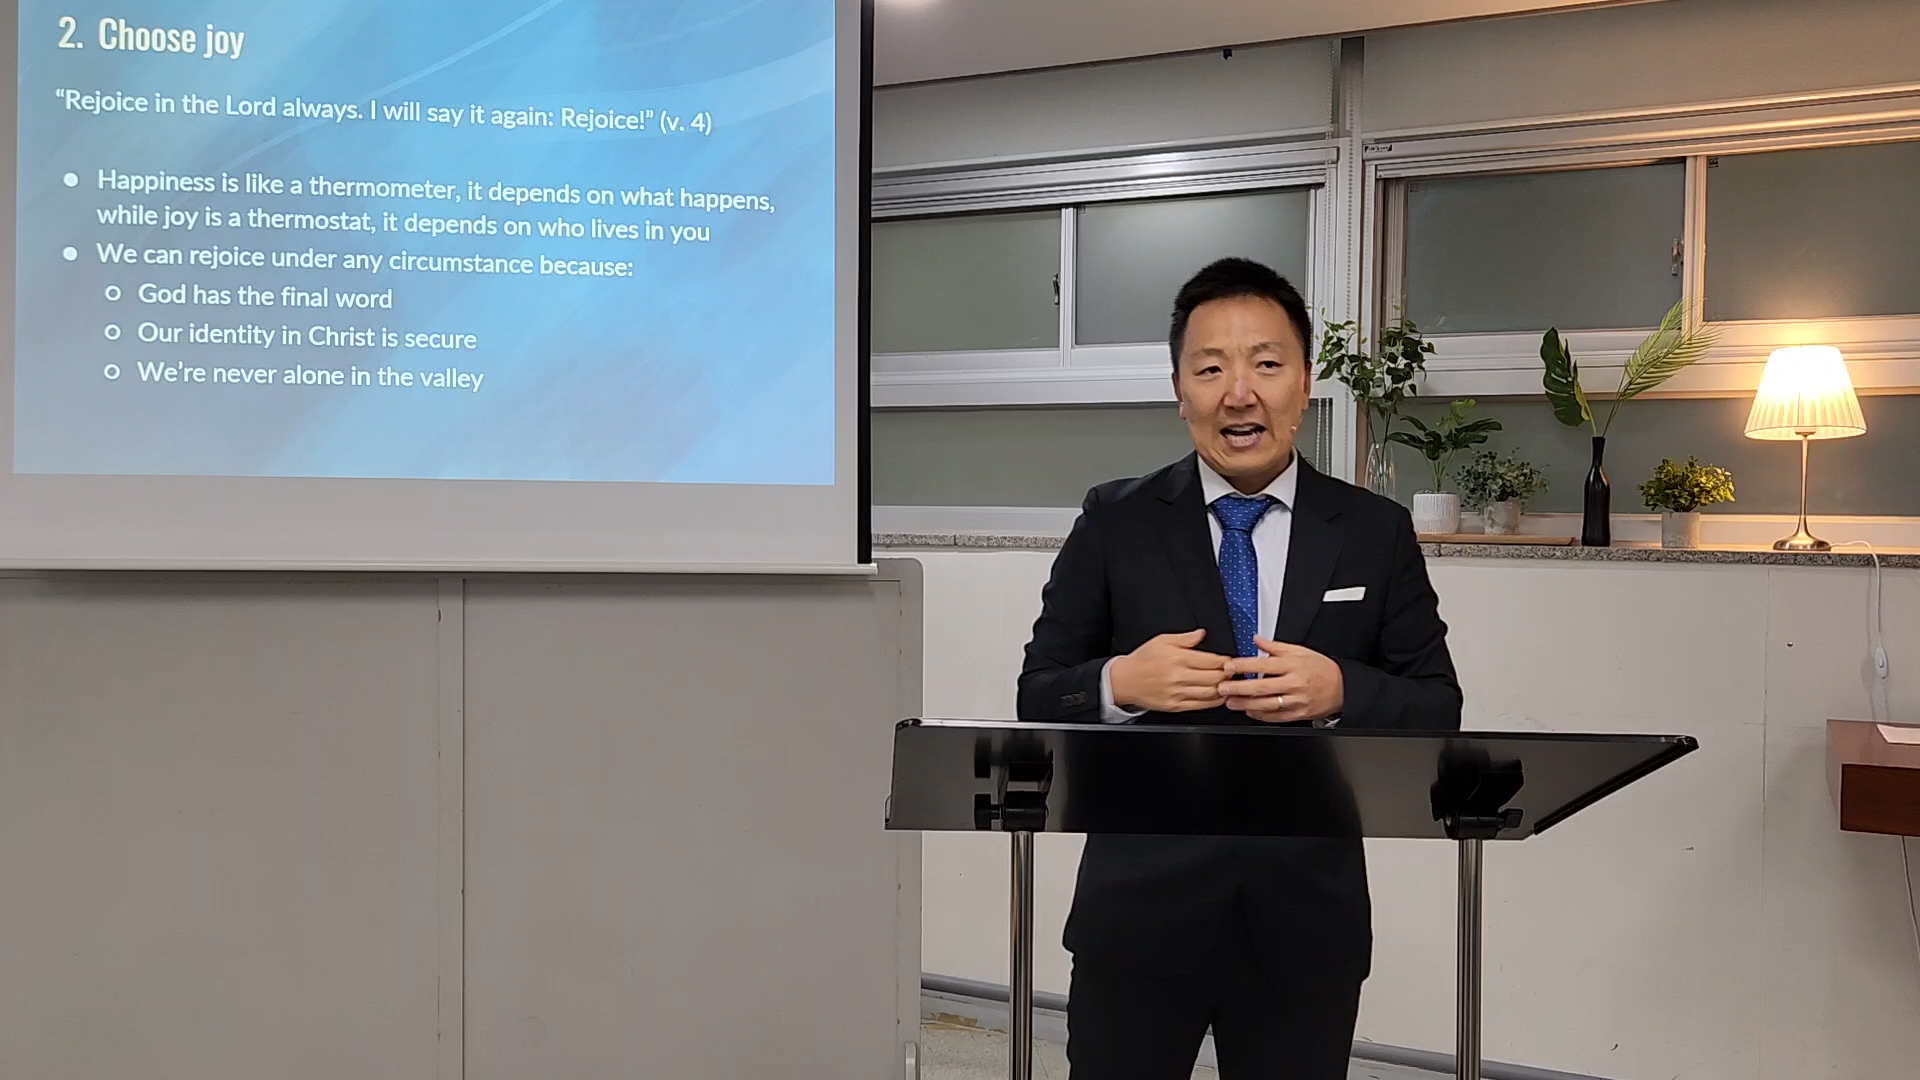 2. Choose joy
“Rejoice in the Lord always. I will say it again: Rejoice!” (v. 4)
● Happiness is like a thermometer, it depends on what happens,
while joy is a thermostat, it depends on who lives in you
● We can rejoice under any circumstance because:
○ God has the final word
○ Our identity in Christ is secure
○ We’re never alone in the valley